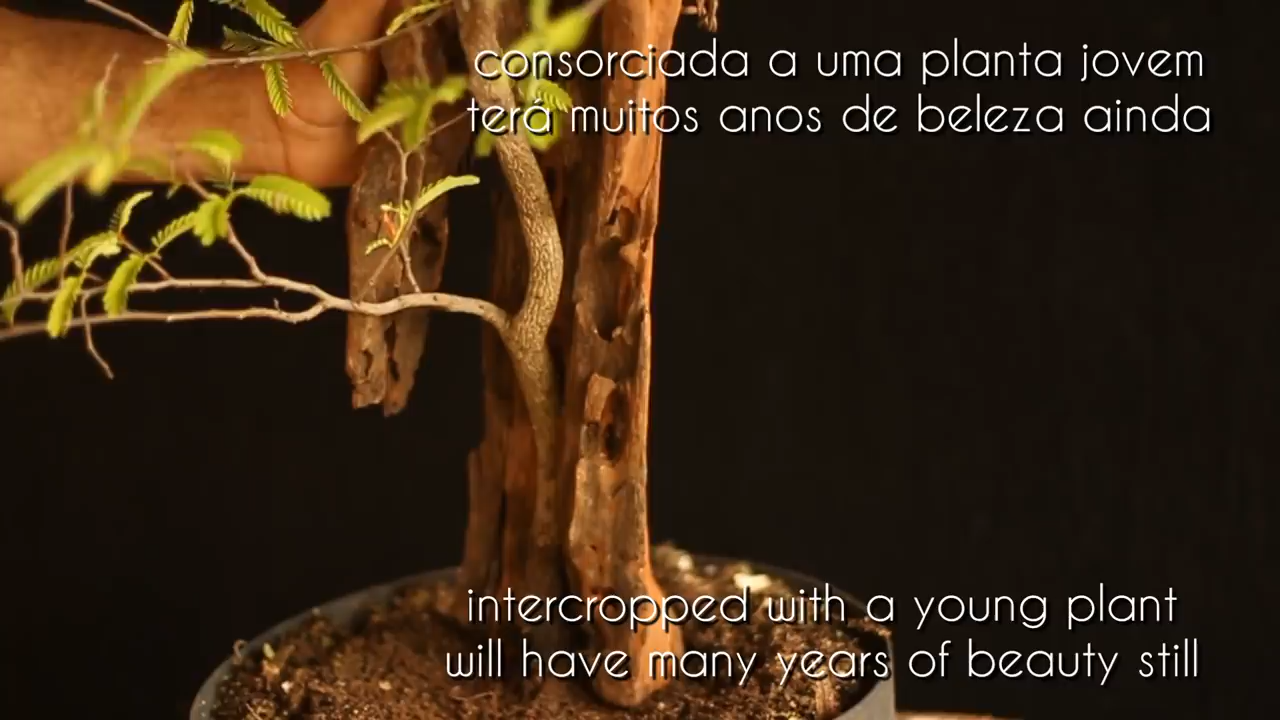 consorciada a uma planta jovem
terá muitos anos de beleza ainda
intercropped with a young plant
will have many years of beauty still